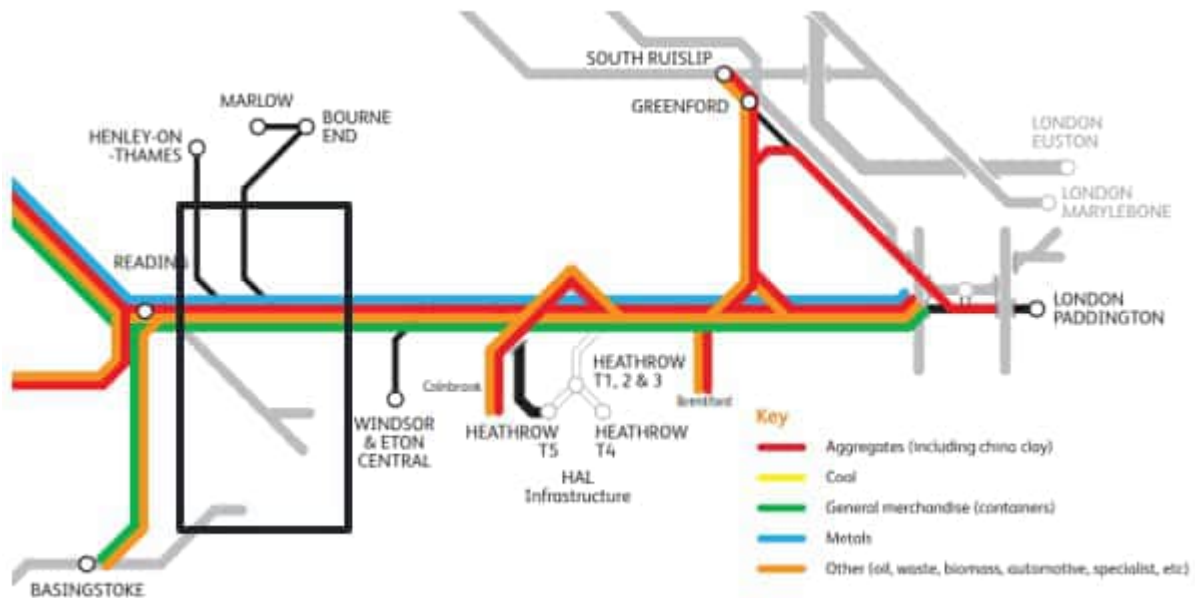 SOUTH RUISLIP
MARLOW
BOURNE
END
GREENFORD
HENLEY-ON
-THAMES
LONDON
EUSTON
LONDON
MARYLEBONE
READING
LONDON
PADDINGTON
HEATHROW
T1, 2 & 3
Colnbrook
Brentford
WINDSOR
& ETON
CENTRAL
HEATHROW
T5
HEATHROW
T4
HAL
Infrastructure
Key
Aggregates (including china clay)
Coal
General merchandise (containers)
Metals
Other (oil, waste, biomass, automotive, specialist, etc)
BASINGSTOKE